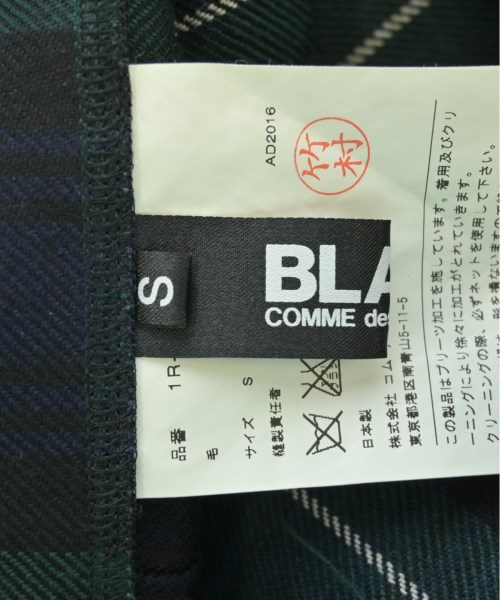 AD2016
竹村
S
BLA
COMME des
品番 1R-
毛
サイズ S
縫製責任者
日本製
株式会社 コム
東京都港区南青山5-11-5
この製品はプリーツ加工を施しています。着用及びクリ
ーニングにより徐々に加工がとれていきます。
クリーニングの際、必ずネットを使用して下さい。